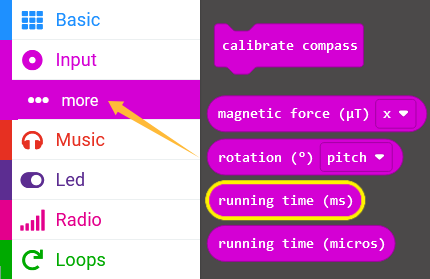 Basic
Input
more
Music
Led
Radio
Loops
calibrate compass
magnetic force (μT) x
rotation (º) pitch
running time (ms)
running time (micros)